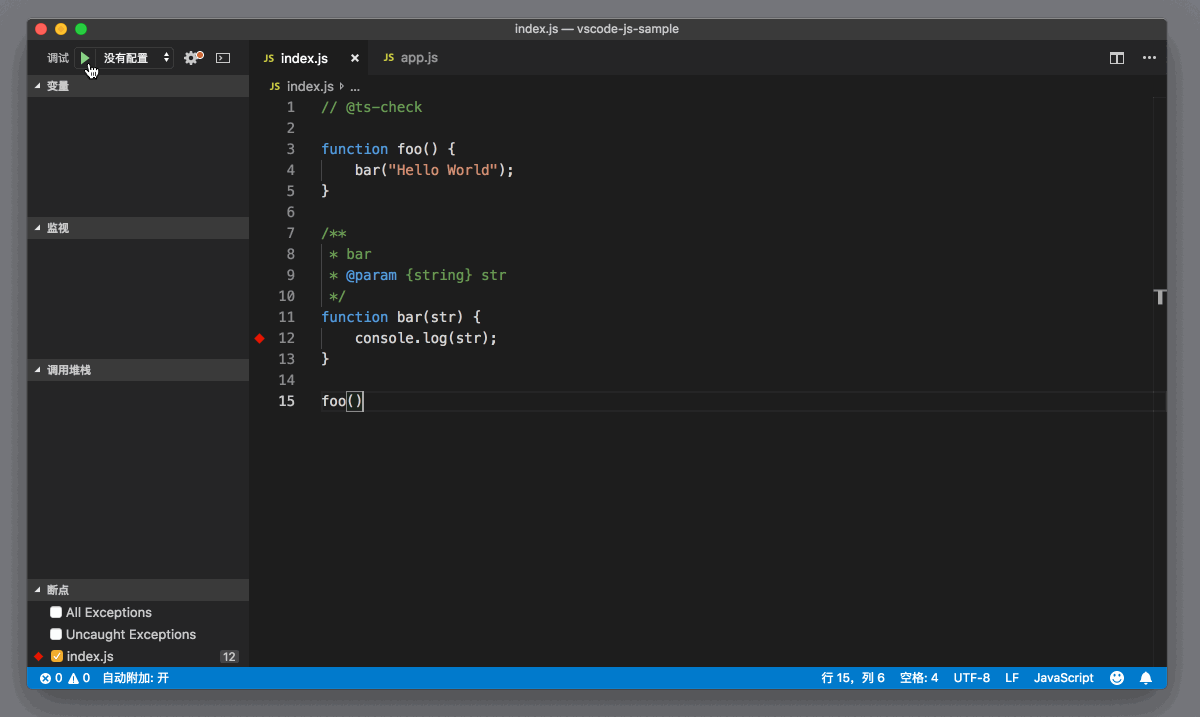 index.js — vscode-js-sample
调试 没有配置
变量
监视
调用堆栈
断点
All Exceptions
Uncaught Exceptions
index.js 12
JS index.js × JS app.js
JS index.js ...
1 // @ts-check
2
3 function foo() {
4 bar("Hello World");
5 }
6
7 /**
8 * bar
9 * @param {string} str
10 */
11 function bar(str) {
12 console.log(str);
13 }
14
15 foo()
T
0 0 自动附加: 开 行 15，列 6 空格: 4 UTF-8 LF JavaScript